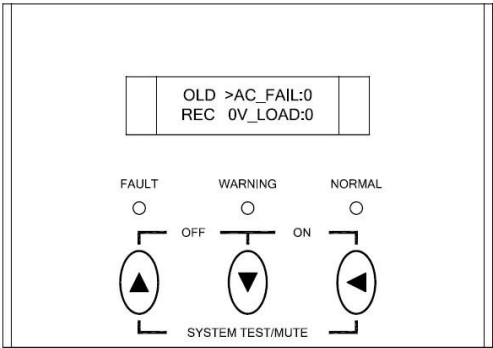 OLD >AC_FAIL:0
REC 0V_LOAD:0
FAULT WARNING NORMAL
OFF ON
SYSTEM TEST/MUTE